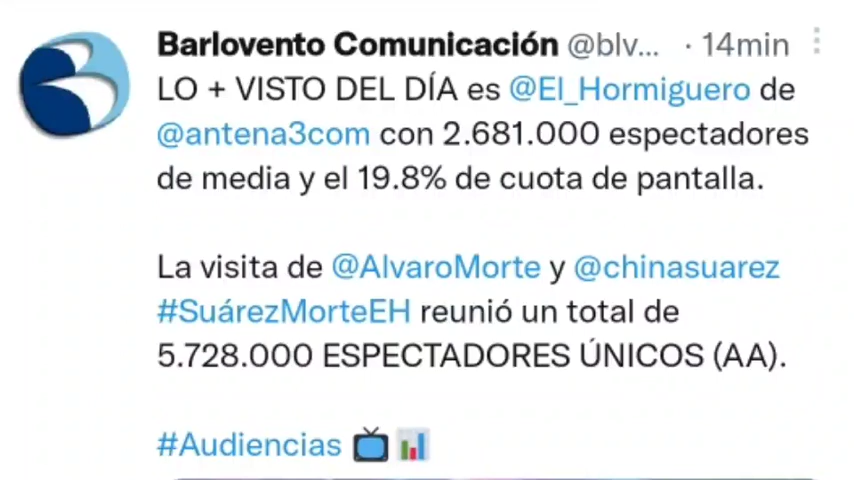 Barlovento Comunicación @blv... · 14min
LO + VISTO DEL DÍA es @El_Hormiguero de
@antena3com con 2.681.000 espectadores
de media y el 19.8% de cuota de pantalla.
La visita de @AlvaroMorte y @chinasuarez
#SuárezMorteEH reunió un total de
5.728.000 ESPECTADORES ÚNICOS (AA).
#Audiencias